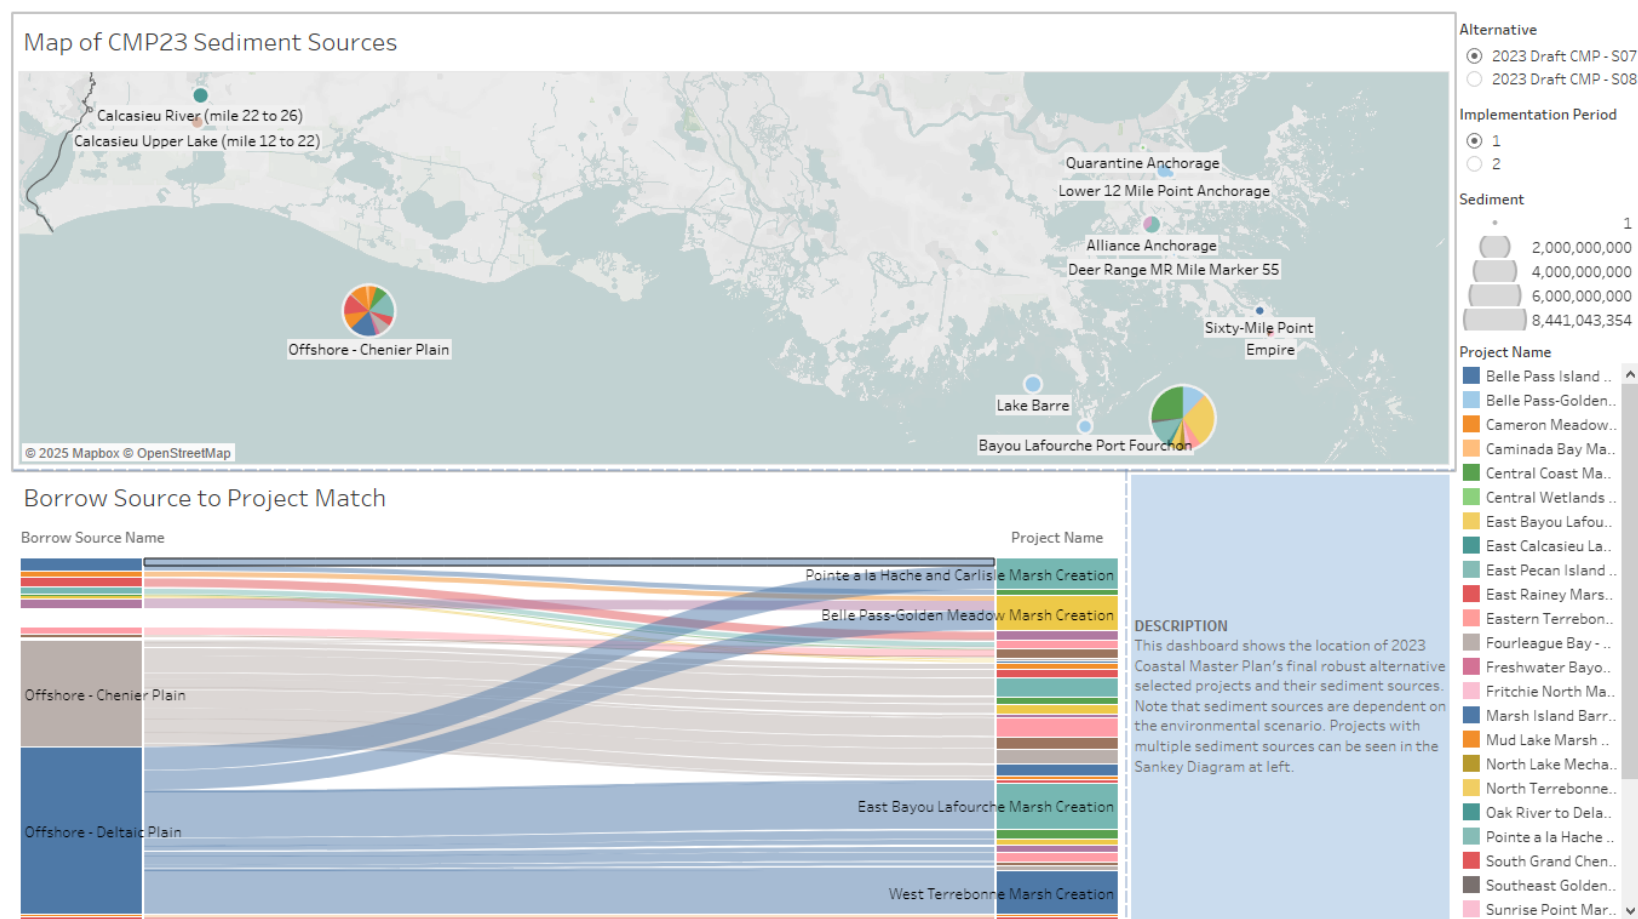 Map of CMP23 Sediment Sources
Calcasieu River (mile 22 to 26)
Calcasieu Upper Lake (mile 12 to 22)
Quarantine Anchorage
Lower 12 Mile Point Anchorage
Alliance Anchorage
Deer Range MR Mile Marker 55
Sixty-Mile Point
Empire
Offshore - Chenier Plain
Lake Barre
Bayou Lafourche Port Fourchon
© 2025 Mapbox © OpenStreetMap
Alternative
2023 Draft CMP - S07
2023 Draft CMP - S08
Implementation Period
1
2
Sediment
1
2,000,000,000
4,000,000,000
6,000,000,000
8,441,043,354
Project Name
Belle Pass Island ..
Belle Pass-Golden..
Cameron Meadow..
Caminada Bay Ma..
Central Coast Ma..
Central Wetlands ..
East Bayou Lafou..
East Calcasieu La..
East Pecan Island ..
East Rainey Mars..
Eastern Terrebon..
Fourleague Bay - ..
Freshwater Bayo..
Fritchie North Ma..
Marsh Island Barr..
Mud Lake Marsh ..
North Lake Mecha..
North Terrebonne..
Oak River to Dela..
Pointe a la Hache ..
South Grand Chen..
Southeast Golden..
Sunrise Point Mar..
Borrow Source to Project Match
Borrow Source Name
Project Name
Pointe a la Hache and Carlisle Marsh Creation
Belle Pass-Golden Meadow Marsh Creation
Offshore - Chenier Plain
East Bayou Lafourche Marsh Creation
Offshore - Deltaic Plain
West Terrebonne Marsh Creation
DESCRIPTION
This dashboard shows the location of 2023
Coastal Master Plan's final robust alternative
selected projects and their sediment sources.
Note that sediment sources are dependent on
the environmental scenario. Projects with
multiple sediment sources can be seen in the
Sankey Diagram at left.